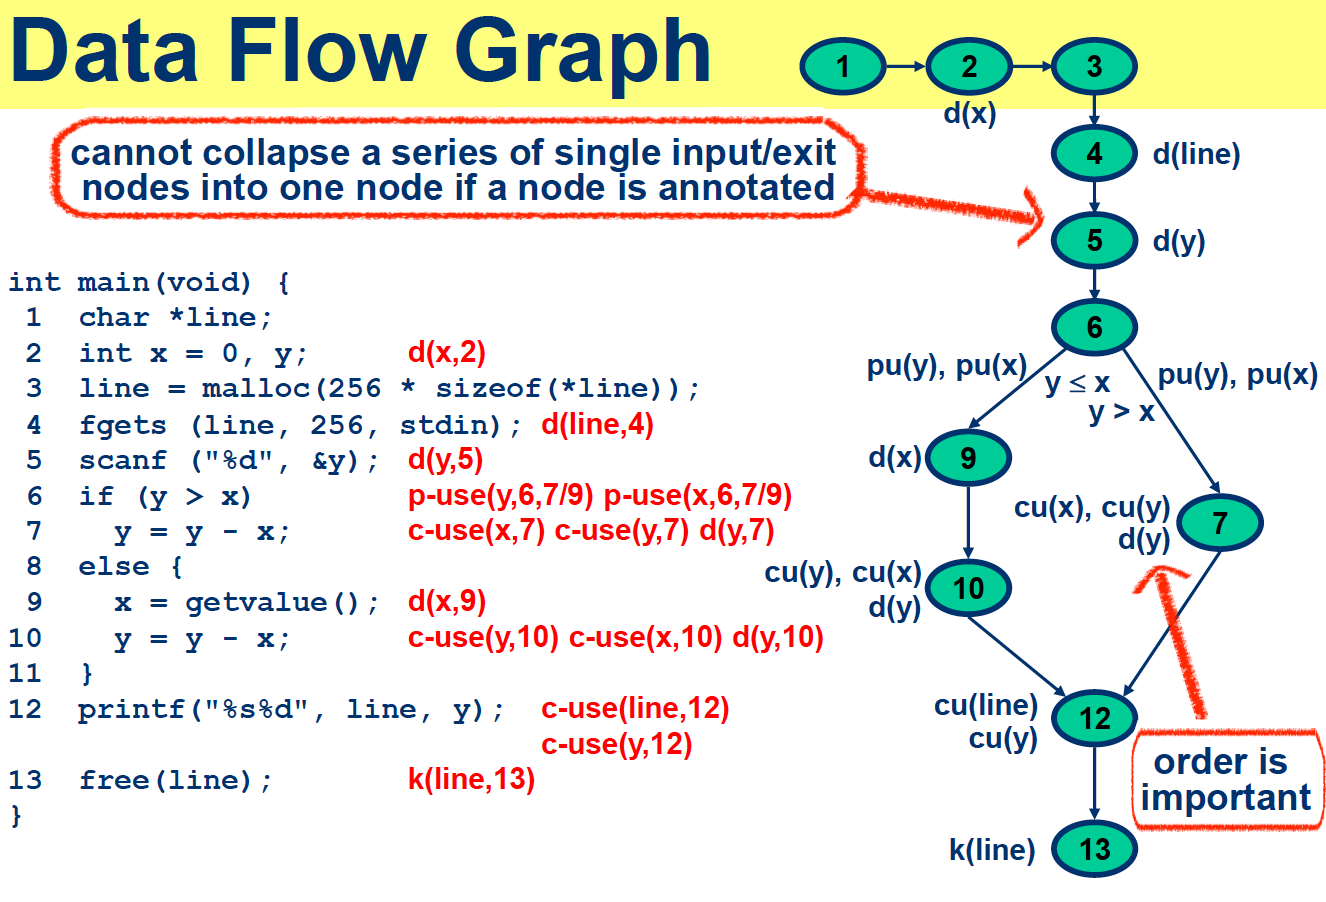 Data Flow Graph
1
2
3
d(x)
cannot collapse a series of single input/exit
nodes into one node if a node is annotated
4
d(line)
5
d(y)
int main(void) {
1 char *line;
2 int x = 0, y; d(x,2)
3 line = malloc(256 * sizeof(*line));
4 fgets (line, 256, stdin); d(line,4)
5 scanf ("%d", &y); d(y,5)
6 if (y > x) p-use(y,6,7/9) p-use(x,6,7/9)
7 y = y - x; c-use(x,7) c-use(y,7) d(y,7)
8 else {
9 x = getvalue(); d(x,9)
10 y = y - x; c-use(y,10) c-use(x,10) d(y,10)
11 }
12 printf("%s%d", line, y); c-use(line,12)
c-use(y,12)
13 free(line); k(line,13)
}
6
pu(y), pu(x)
y ≤ x
y > x
pu(y), pu(x)
d(x)
9
cu(x), cu(y)
d(y)
7
cu(y), cu(x)
d(y)
10
cu(line)
cu(y)
12
order is
important
k(line)
13